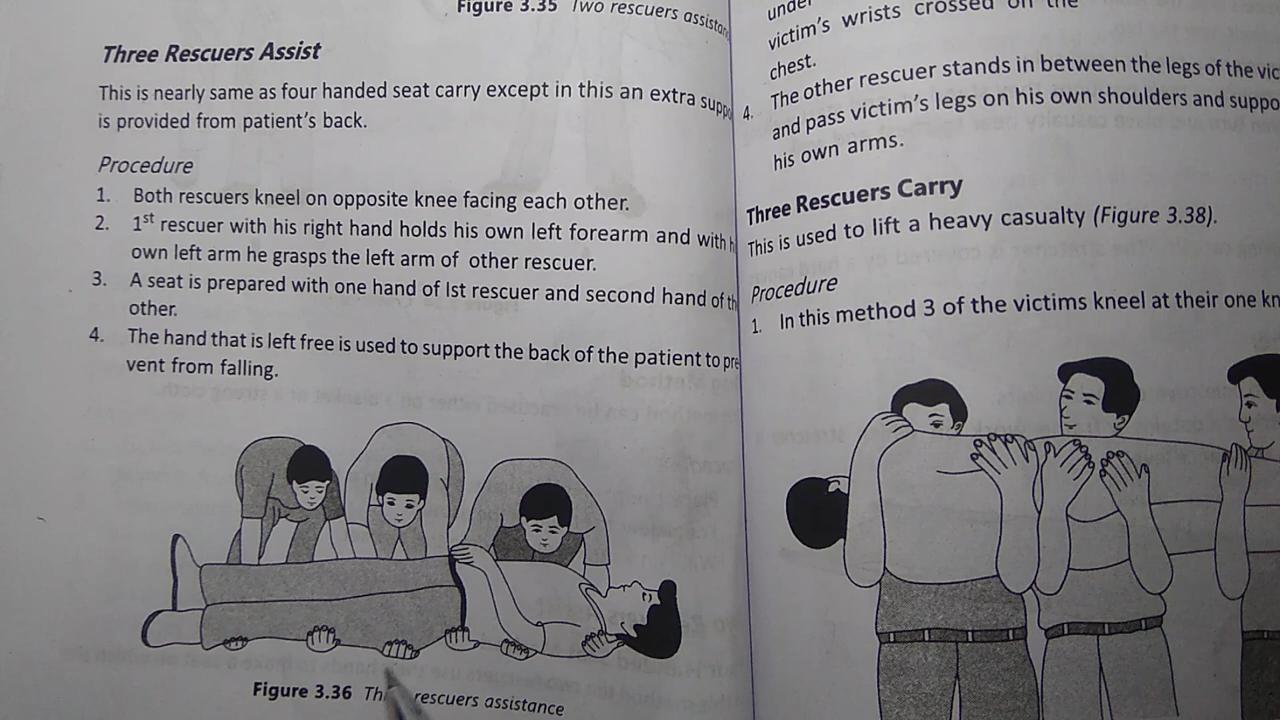 Figure 3.35 Two rescuers
Three Rescuers Assist
This is nearly same as four handed seat carry except in this an extra
is provided from patient's back.
Procedure
1. Both rescuers kneel on opposite knee facing each other.
2. 1st rescuer with his right hand holds his own left forearm and with
own left arm he grasps the left arm of other rescuer.
3. A seat is prepared with one hand of Ist rescuer and second hand of
other.
4. The hand that is left free is used to support the back of the patient to pre
vent from falling.
Figure 3.36 rescuers assistance
under
victim's wrists crossed on the
chest.
4. The other rescuer stands in between the legs of the
and pass victim's legs on his own shoulders and
his own arms.
Three Rescuers Carry
This is used to lift a heavy casualty (Figure 3.38).
Procedure
1. In this method 3 of the victims kneel at their one